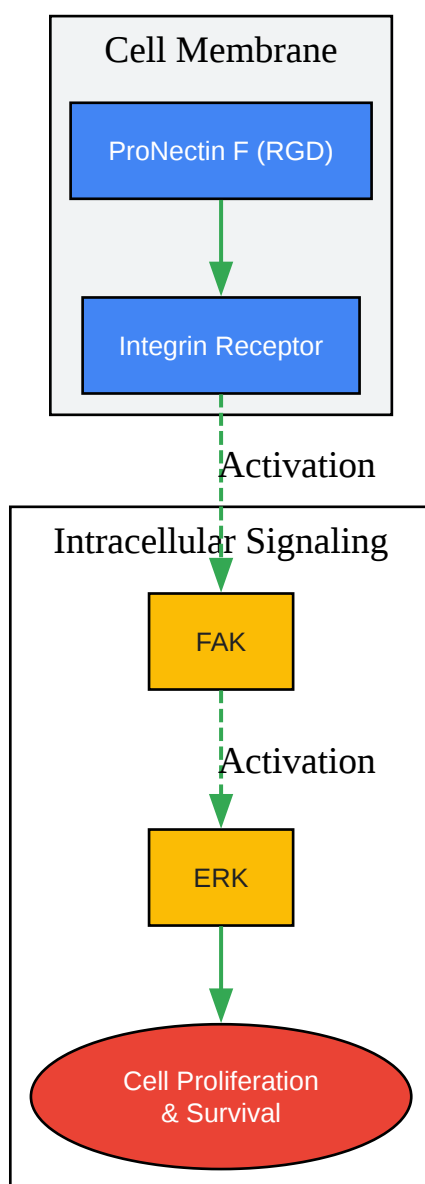 Cell Membrane
ProNectin F (RGD)
Integrin Receptor
Activation
Intracellular Signaling
FAK
Activation
ERK
Cell Proliferation
& Survival